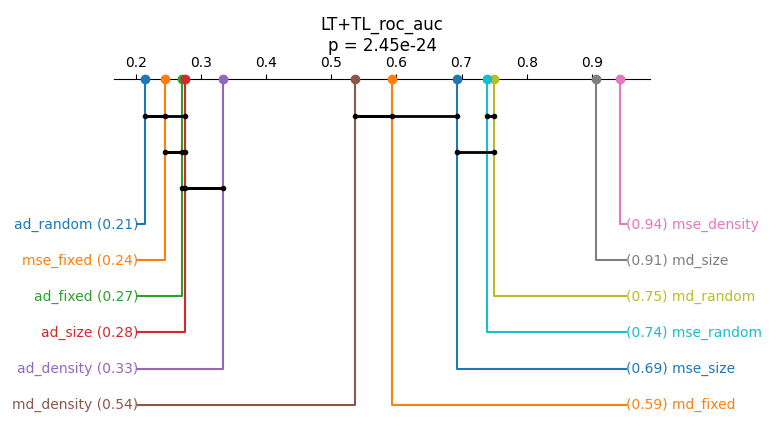 LT+TL_roc_auc
p = 2.45e-24
0.2 0.3 0.4 0.5 0.6 0.7 0.8 0.9
ad_random (0.21)
(0.94) mse_density
mse_fixed (0.24)
(0.91) md_size
ad_fixed (0.27)
(0.75) md_random
ad_size (0.28)
(0.74) mse_random
ad_density (0.33)
(0.69) mse_size
md_density (0.54)
(0.59) md_fixed